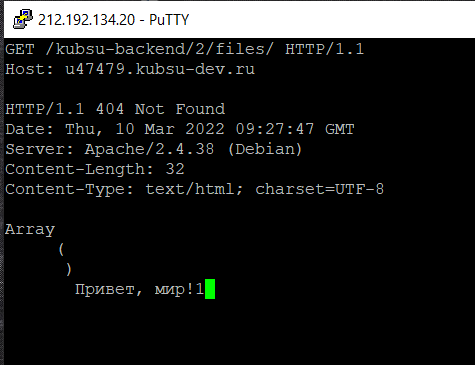 212.192.134.20 - PuTTY
GET /kubsu-backend/2/files/ HTTP/1.1
Host: u47479.kubsu-dev.ru
HTTP/1.1 404 Not Found
Date: Thu, 10 Mar 2022 09:27:47 GMT
Server: Apache/2.4.38 (Debian)
Content-Length: 32
Content-Type: text/html; charset=UTF-8
Array
(
)
Привет, мир!1